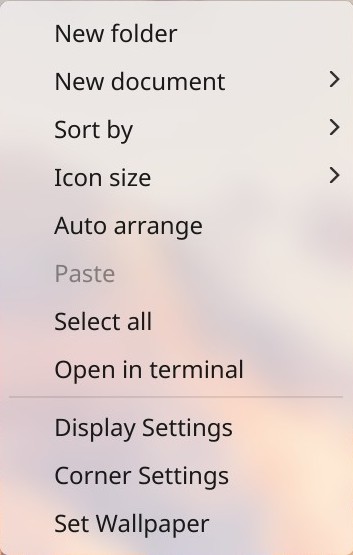 New folder
New document
Sort by
Icon size
Auto arrange
Paste
Select all
Open in terminal
Display Settings
Corner Settings
Set Wallpaper